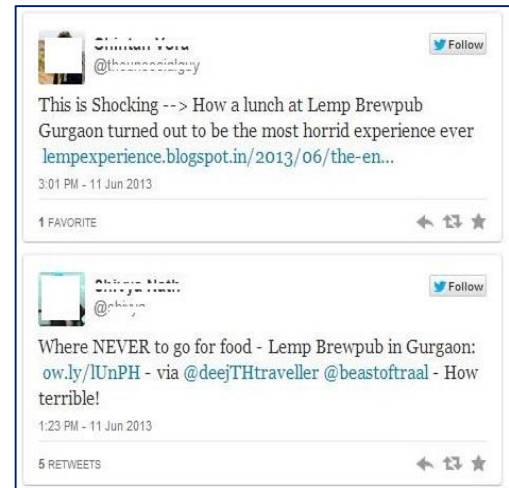 Follow
This is Shocking --> How a lunch at Lemp Brewpub
Gurgaon turned out to be the most horrid experience ever
lempexperience.blogspot.in/2013/06/the-en...
3:01 PM - 11 Jun 2013
1 FAVORITE
Follow
Where NEVER to go for food - Lemp Brewpub in Gurgaon:
ow.ly/lUnPH - via @deejTHtraveller @beastoftraal - How
terrible!
1:23 PM - 11 Jun 2013
5 RETWEETS